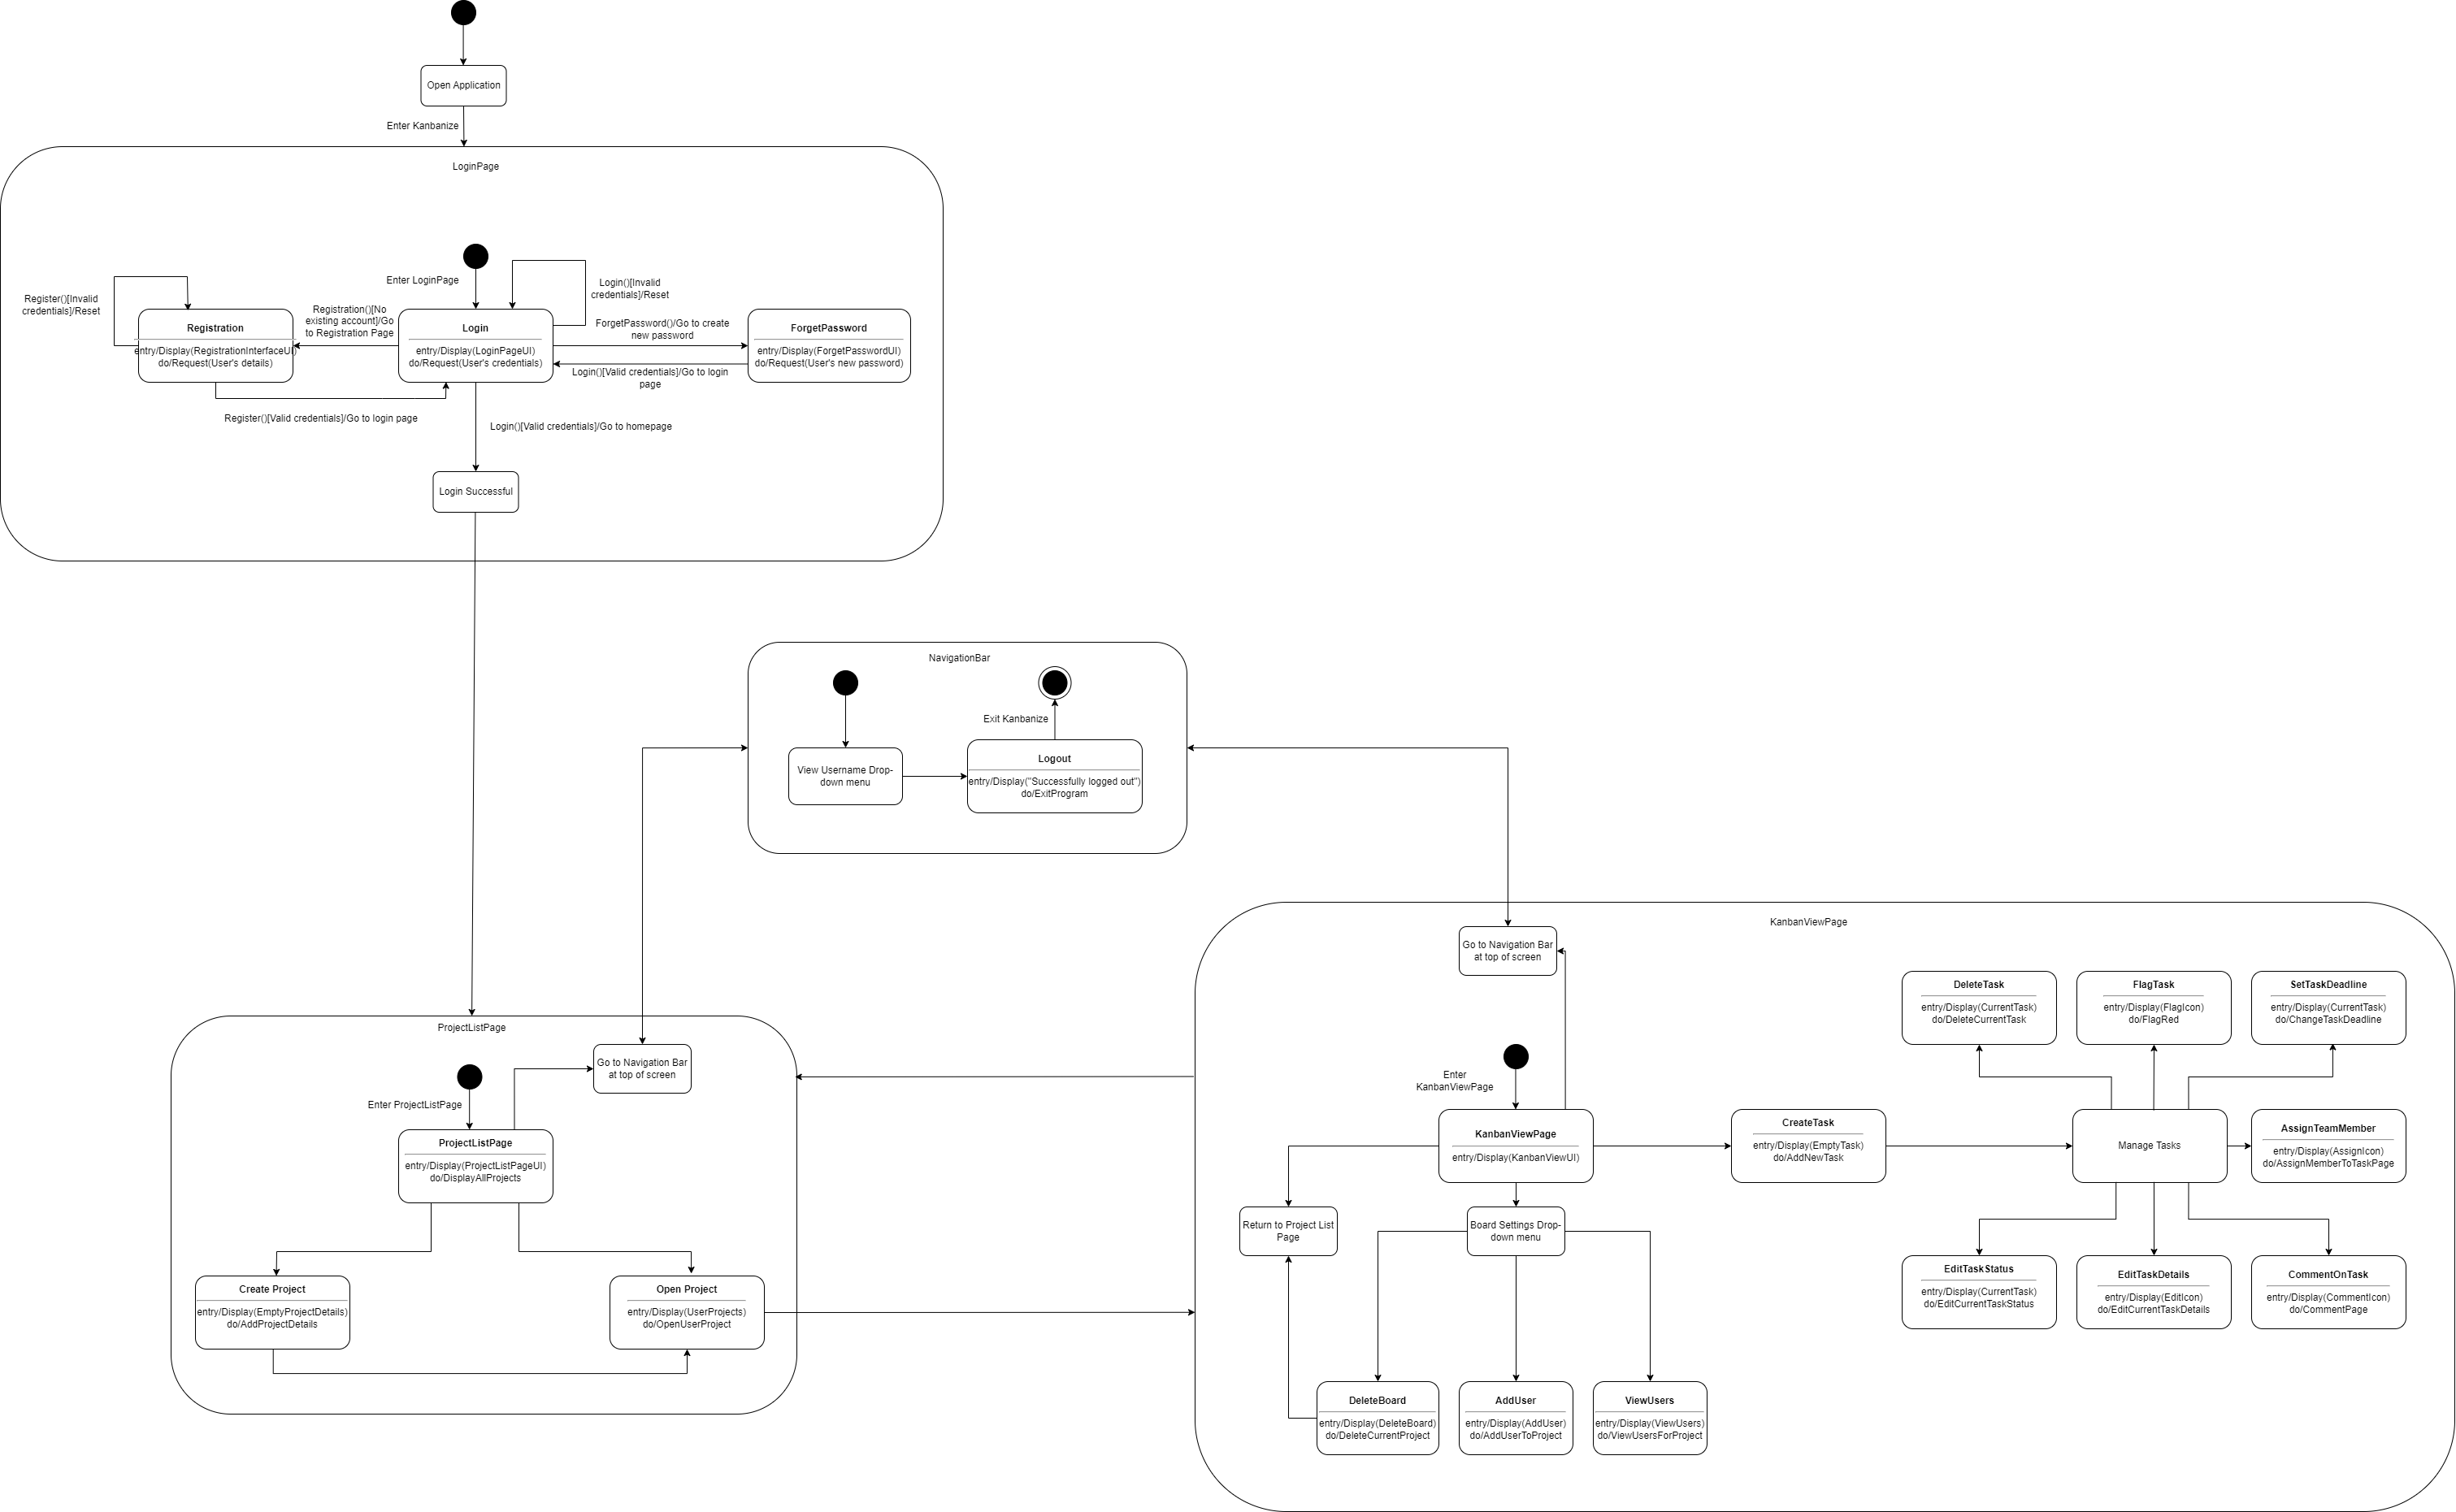 Open Application
Enter Kanbanize
LoginPage
Enter LoginPage
Login()[Invalid
credentials]/Reset
Register()[Invalid
credentials]/Reset
Registration()[No
existing account]/Go
to Registration Page
ForgetPassword()/Go to create
new password
Registration
entry/Display(RegistrationInterfaceUI)
do/Request(User's details)
Login
entry/Display(LoginPageUI)
do/Request(User's credentials)
ForgetPassword
entry/Display(ForgetPasswordUI)
do/Request(User's new password)
Login()[Valid credentials]/Go to login
page
Register()[Valid credentials]/Go to login page
Login()[Valid credentials]/Go to homepage
Login Successful
NavigationBar
Exit Kanbanize
View Username Drop-
down menu
Logout
entry/Display("Successfully logged out")
do/ExitProgram
ProjectListPage
Go to Navigation Bar
at top of screen
Enter ProjectListPage
ProjectListPage
entry/Display(ProjectListPageUI)
do/DisplayAllProjects
Create Project
entry/Display(EmptyProjectDetails)
do/AddProjectDetails
Open Project
entry/Display(UserProjects)
do/OpenUserProject
KanbanViewPage
Go to Navigation Bar
at top of screen
Enter
KanbanViewPage
KanbanViewPage
entry/Display(KanbanViewUI)
CreateTask
entry/Display(EmptyTask)
do/AddNewTask
Manage Tasks
DeleteTask
entry/Display(CurrentTask)
do/DeleteCurrentTask
FlagTask
entry/Display(FlagIcon)
do/FlagRed
SetTaskDeadline
entry/Display(CurrentTask)
do/ChangeTaskDeadline
AssignTeamMember
entry/Display(AssignIcon)
do/AssignMemberToTaskPage
Return to Project List
Page
Board Settings Drop-
down menu
EditTaskStatus
entry/Display(CurrentTask)
do/EditCurrentTaskStatus
EditTaskDetails
entry/Display(EditIcon)
do/EditCurrentTaskDetails
CommentOnTask
entry/Display(CommentIcon)
do/CommentPage
DeleteBoard
entry/Display(DeleteBoard)
do/DeleteCurrentProject
AddUser
entry/Display(AddUser)
do/AddUserToProject
ViewUsers
entry/Display(ViewUsers)
do/ViewUsersForProject